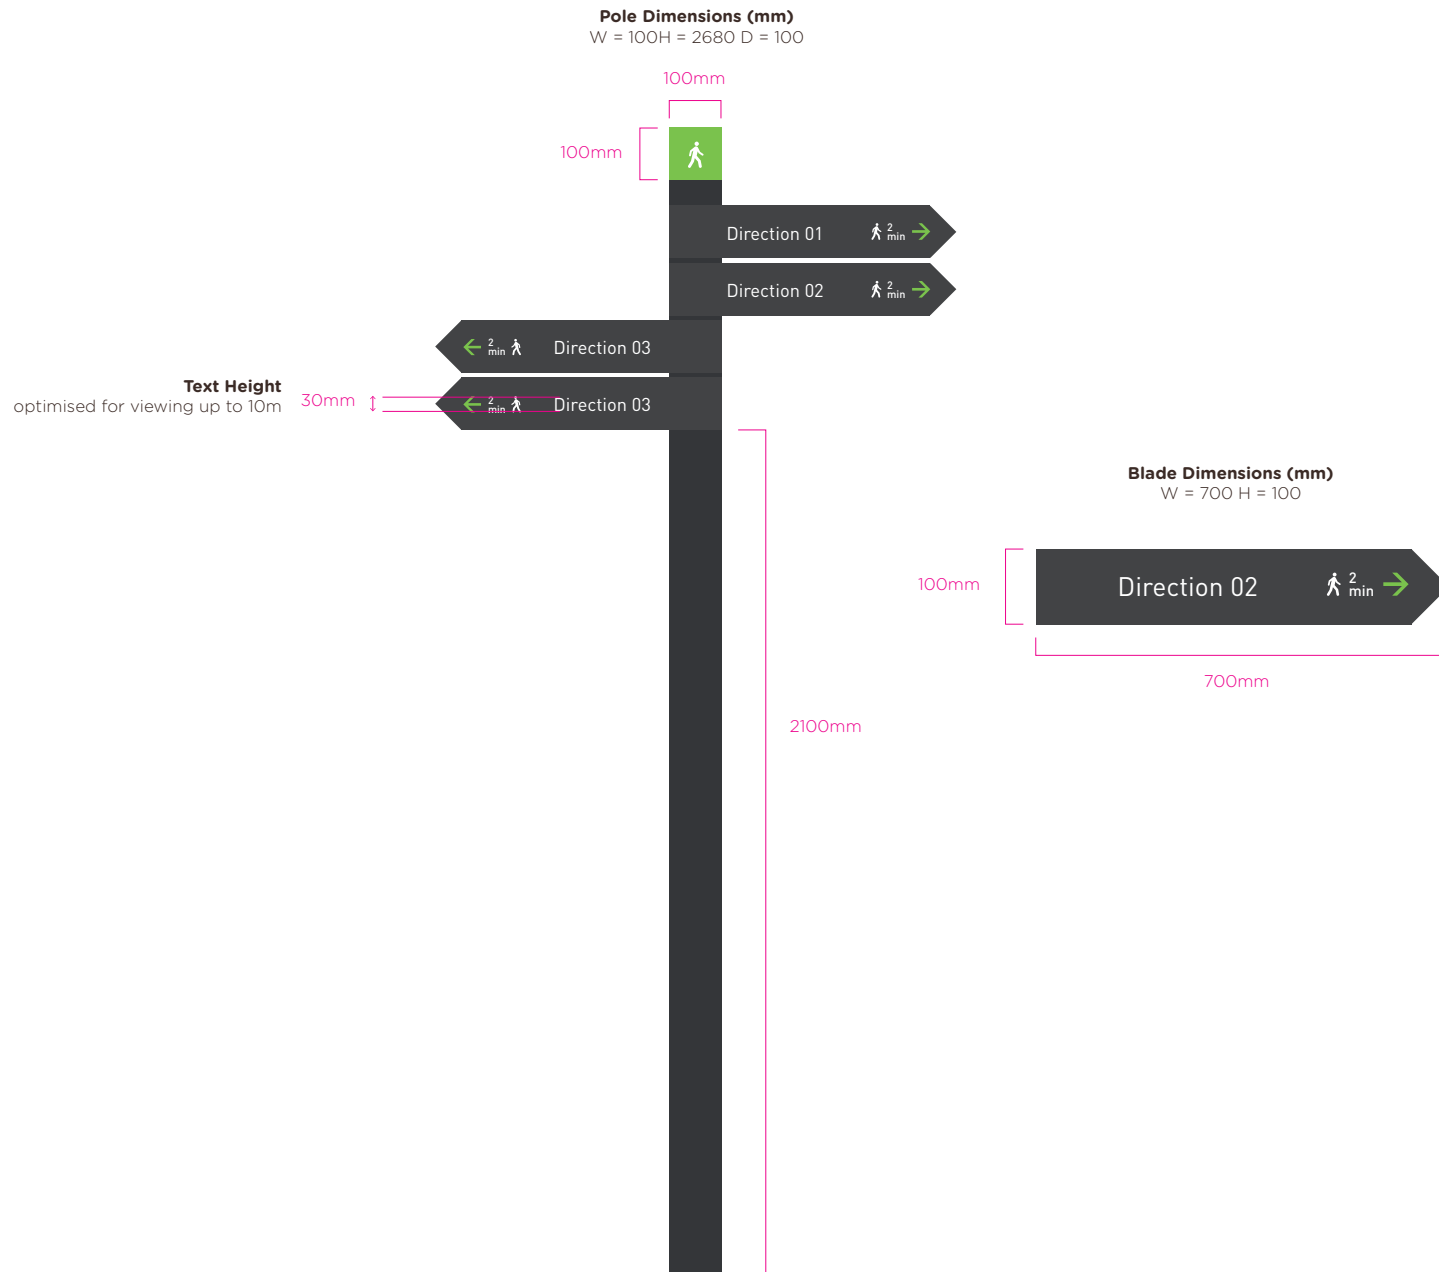 Pole Dimensions (mm)
W = 100H = 2680 D = 100
100mm
100mm
Direction 01
2
min
Direction 02
2
min
2
min
Direction 03
Text Height
optimised for viewing up to 10m
30mm
2
min
Direction 03
Blade Dimensions (mm)
W = 700 H = 100
100mm
Direction 02
2
min
700mm
2100mm